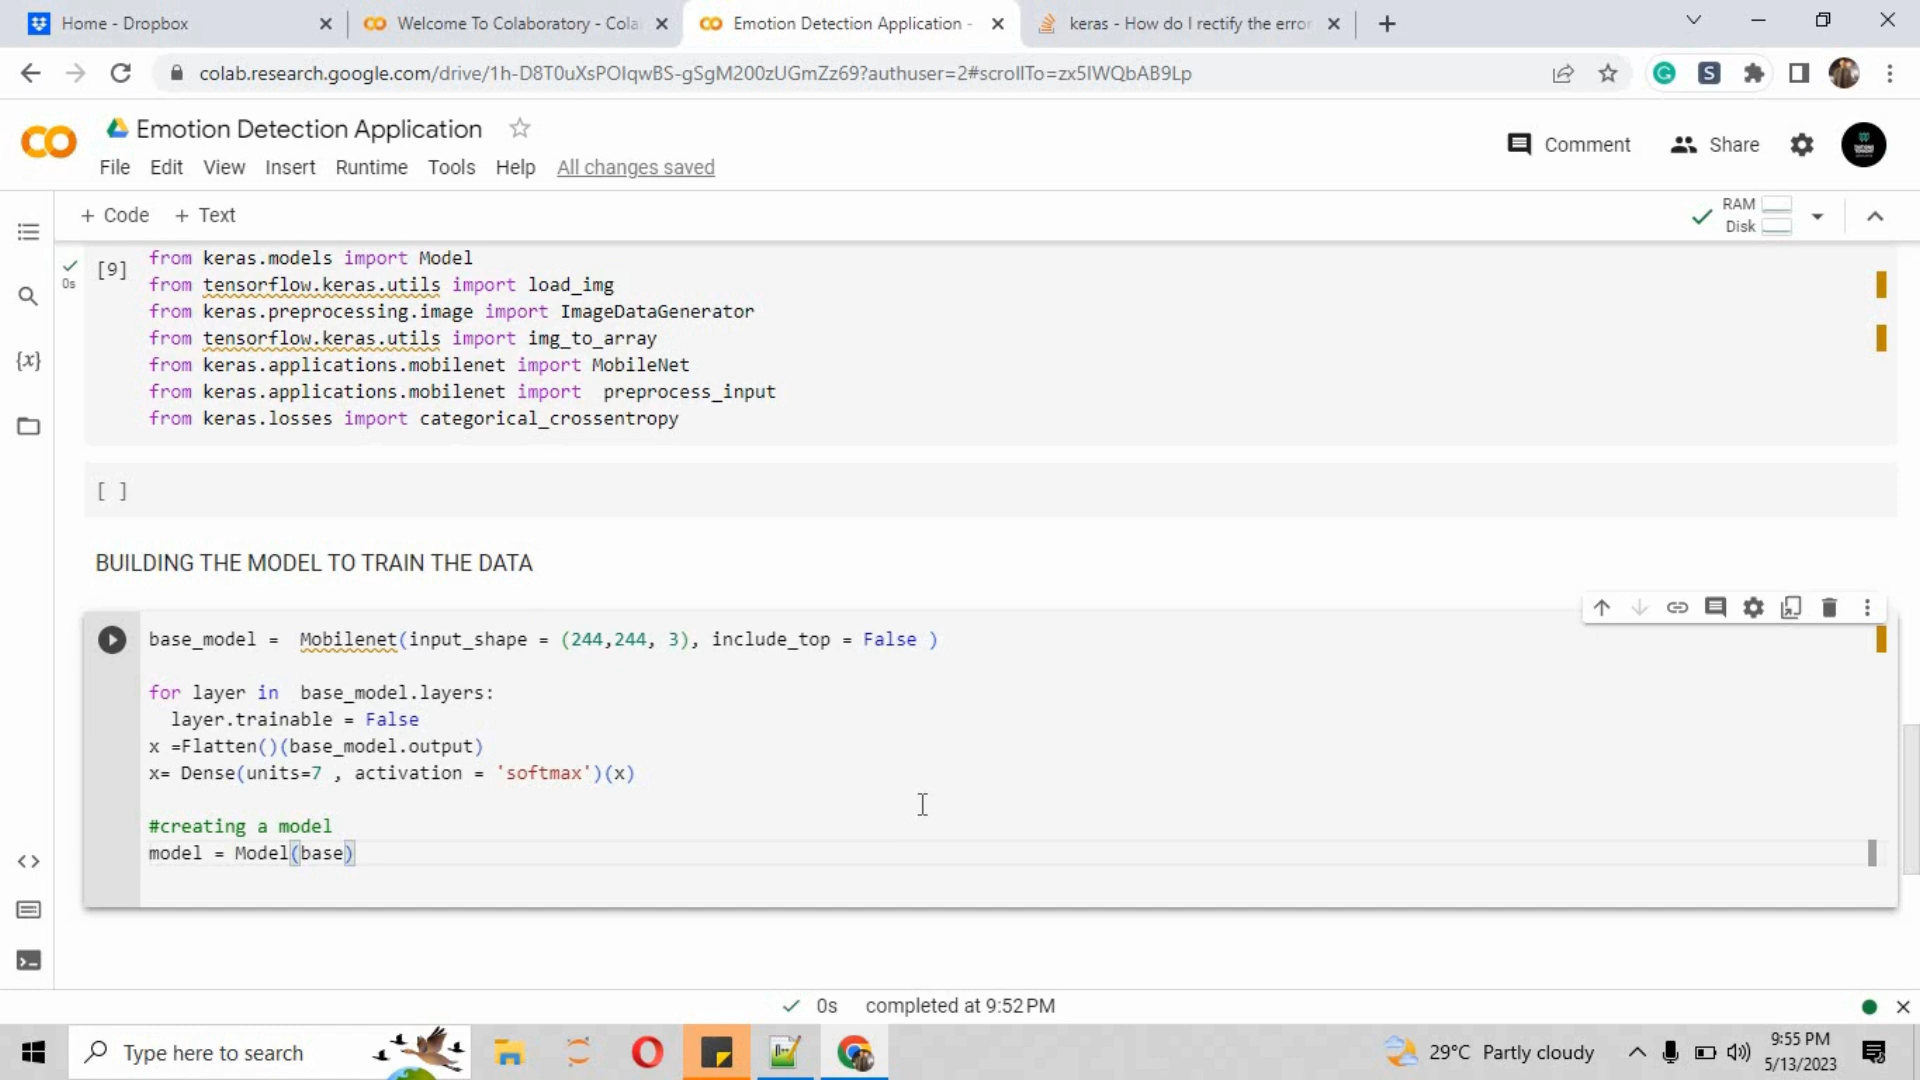 Home - Dropbox
Welcome To Colaboratory - Cola
Emotion Detection Application -
keras - How do I rectify the error
colab.research.google.com/drive/1h-D8T0uXsPOIqwBS-gSgM200zUGmZz69?authuser=2#scrollTo=zx5IWQbAB9Lp
Emotion Detection Application
File Edit View Insert Runtime Tools Help All changes saved
Comment Share
+ Code + Text
RAM
Disk
[9]
0s
from keras.models import Model
from tensorflow.keras.utils import load_img
from keras.preprocessing.image import ImageDataGenerator
from tensorflow.keras.utils import img_to_array
from keras.applications.mobilenet import MobileNet
from keras.applications.mobilenet import  preprocess_input
from keras.losses import categorical_crossentropy
[ ]
BUILDING THE MODEL TO TRAIN THE DATA
base_model =  Mobilenet(input_shape = (244,244, 3), include_top = False )
for layer in  base_model.layers:
  layer.trainable = False
x =Flatten()(base_model.output)
x= Dense(units=7 , activation = 'softmax')(x)
#creating a model
model = Model(base)
0s completed at 9:52 PM
Type here to search
29°C Partly cloudy
9:55 PM
5/13/2023